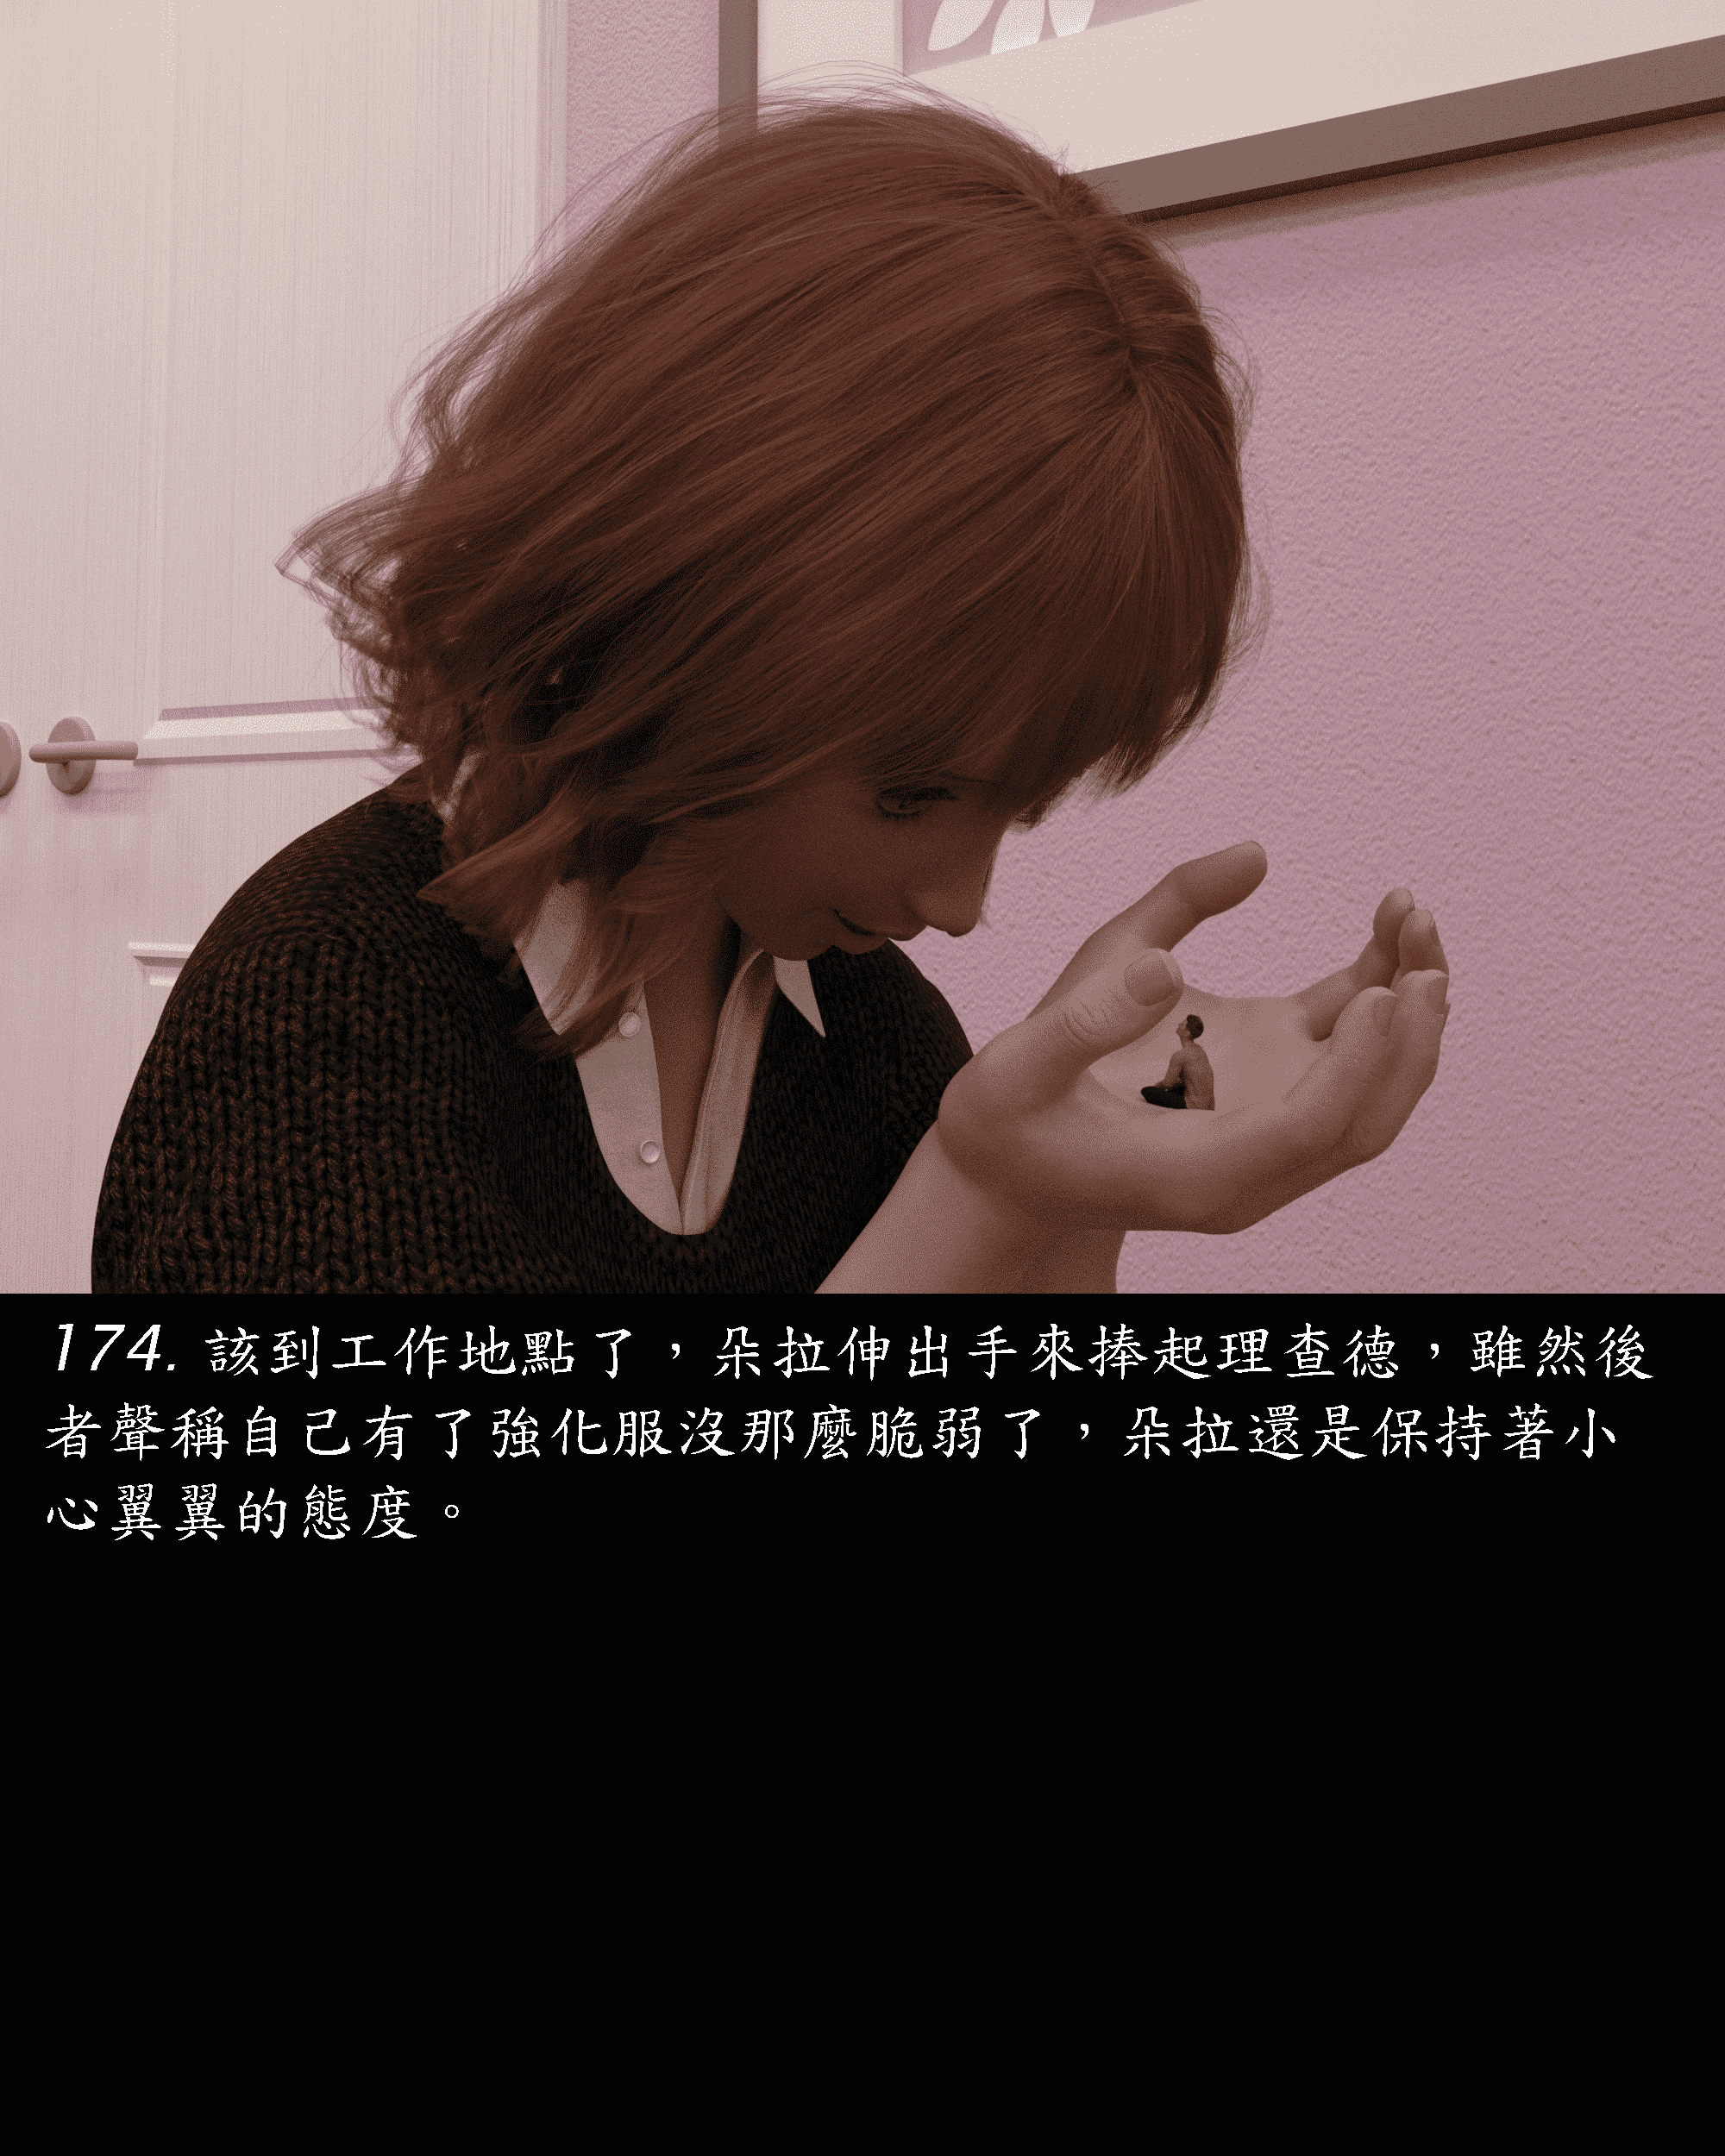 174. 該到工作地點了，朵拉伸出手來捧起理查德，雖然後
者聲稱自己有了強化服沒那麼脆弱了，朵拉還是保持著小
心翼翼的態度。